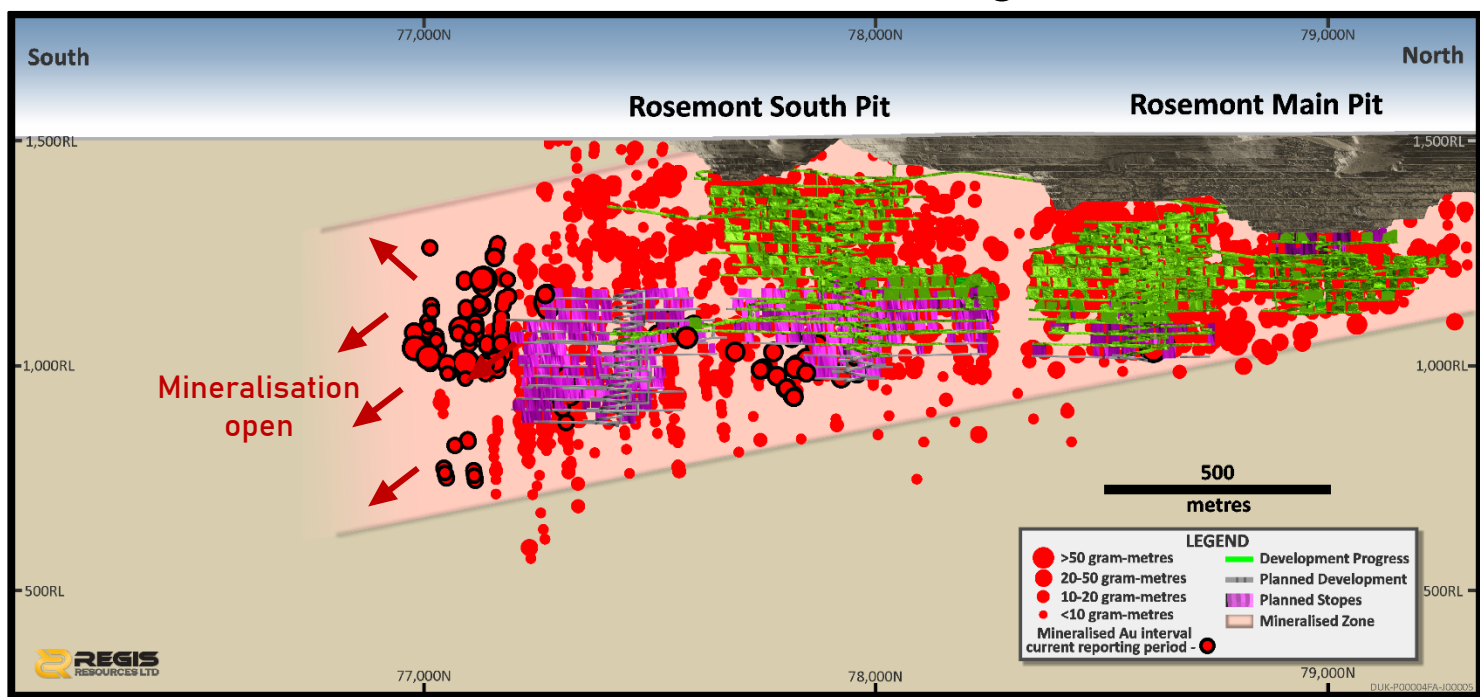 77,000N
78,000N
79,000N
South
North
Rosemont South Pit
Rosemont Main Pit
1,500RL
1,500RL
1,000RL
1,000RL
Mineralisation
open
500
metres
LEGEND
>50 gram-metres
20-50 gram-metres
10-20 gram-metres
<10 gram-metres
Mineralised Au interval
current reporting period -
Development Progress
Planned Development
Planned Stopes
Mineralised Zone
500RL
500RL
REGIS
RESOURCES LTD
77,000N
78,000N
79,000N
DUK-P00004FA-J00005